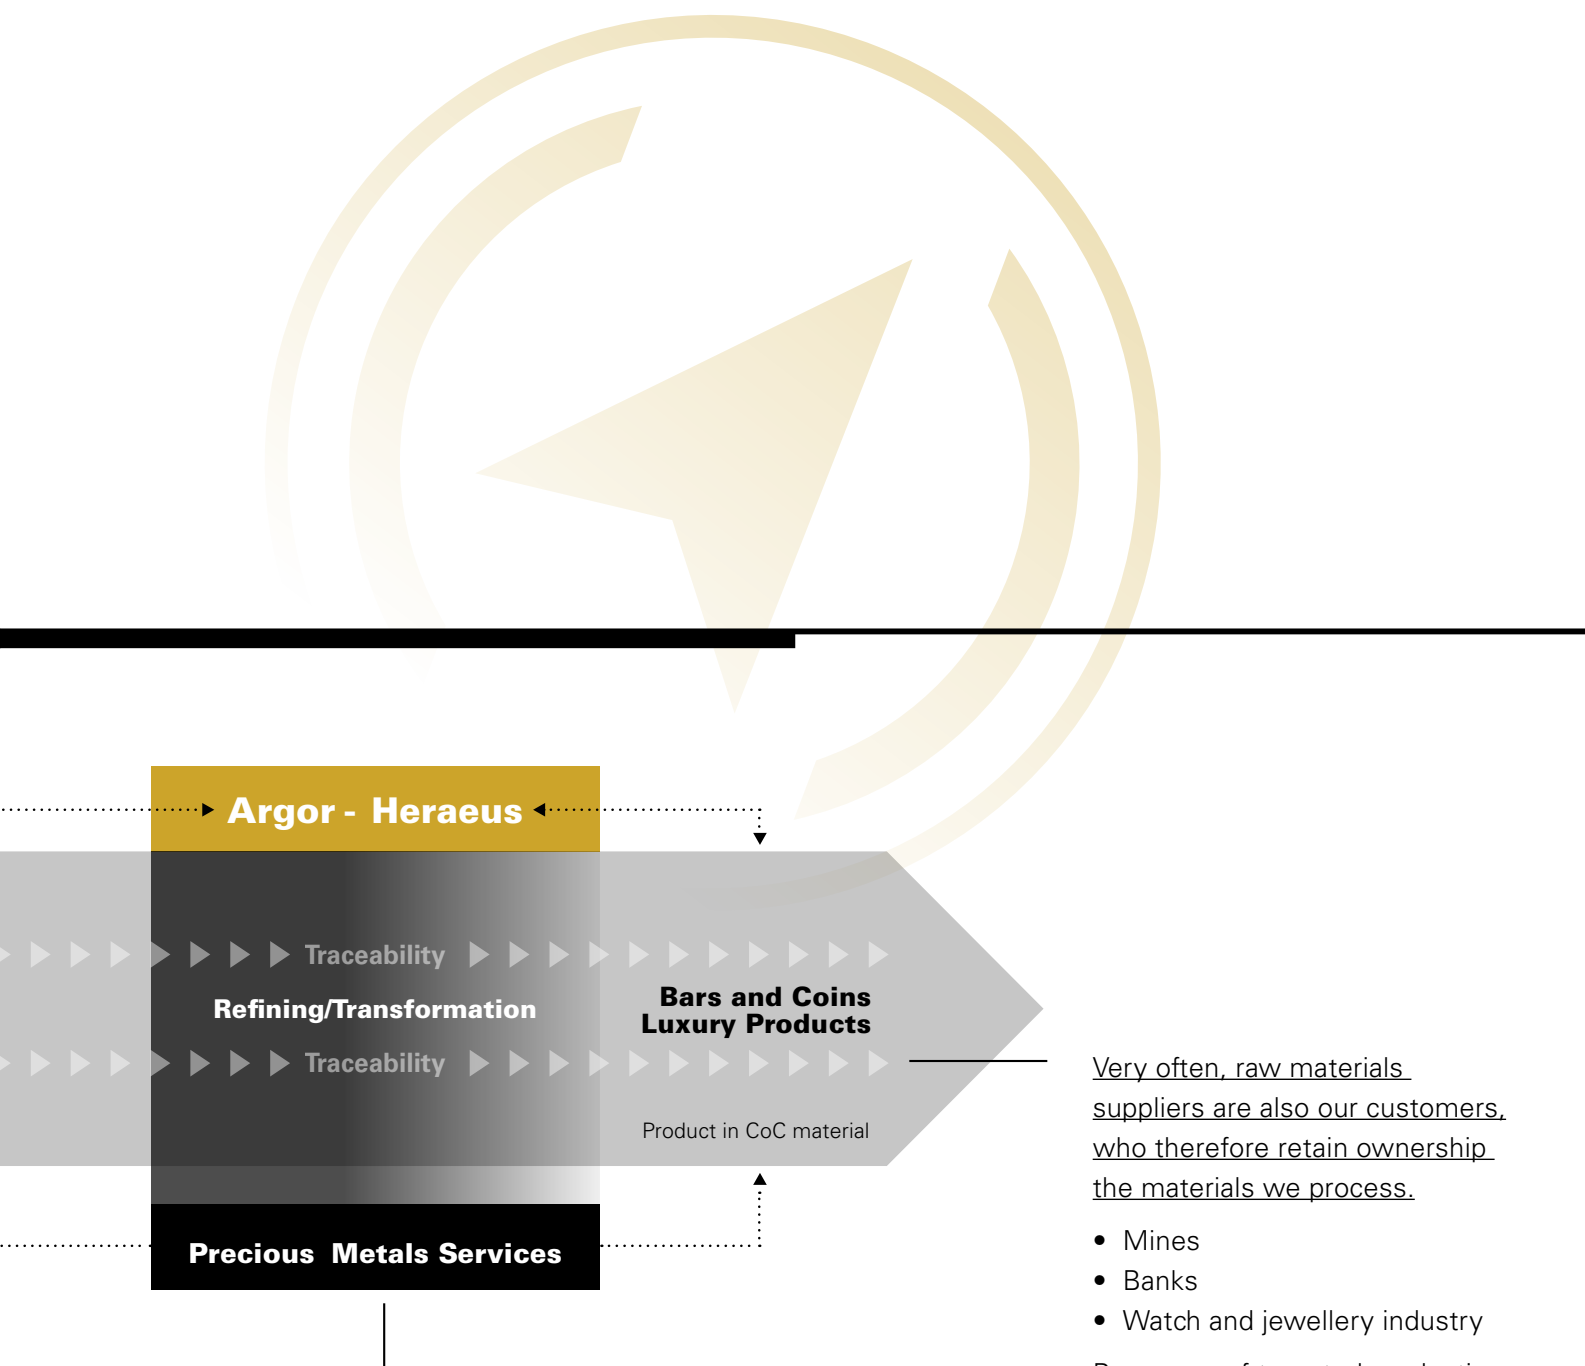 Argor - Heraeus
Traceability
Refining/Transformation
Traceability
Bars and Coins
Luxury Products
Product in CoC material
Precious Metals Services
Very often, raw materials
suppliers are also our customers,
who therefore retain ownership
the materials we process.
• Mines
• Banks
• Watch and jewellery industry